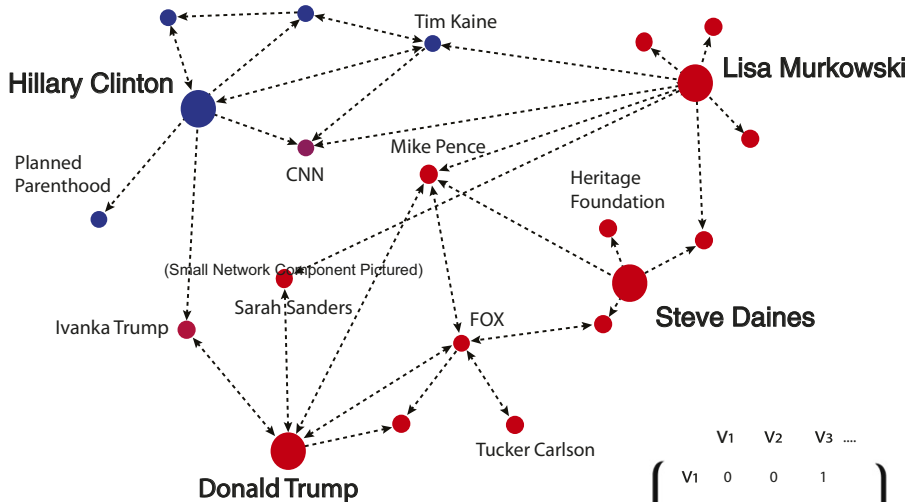 Tim Kaine
Lisa Murkowski
Hillary Clinton
CNN
Mike Pence
Planned
Parenthood
Heritage
Foundation
(Small Network Component Pictured)
Sarah Sanders
Ivanka Trump
FOX
Steve Daines
Tucker Carlson
Donald Trump
V1 V2 V3 ....
V1 0 0 1